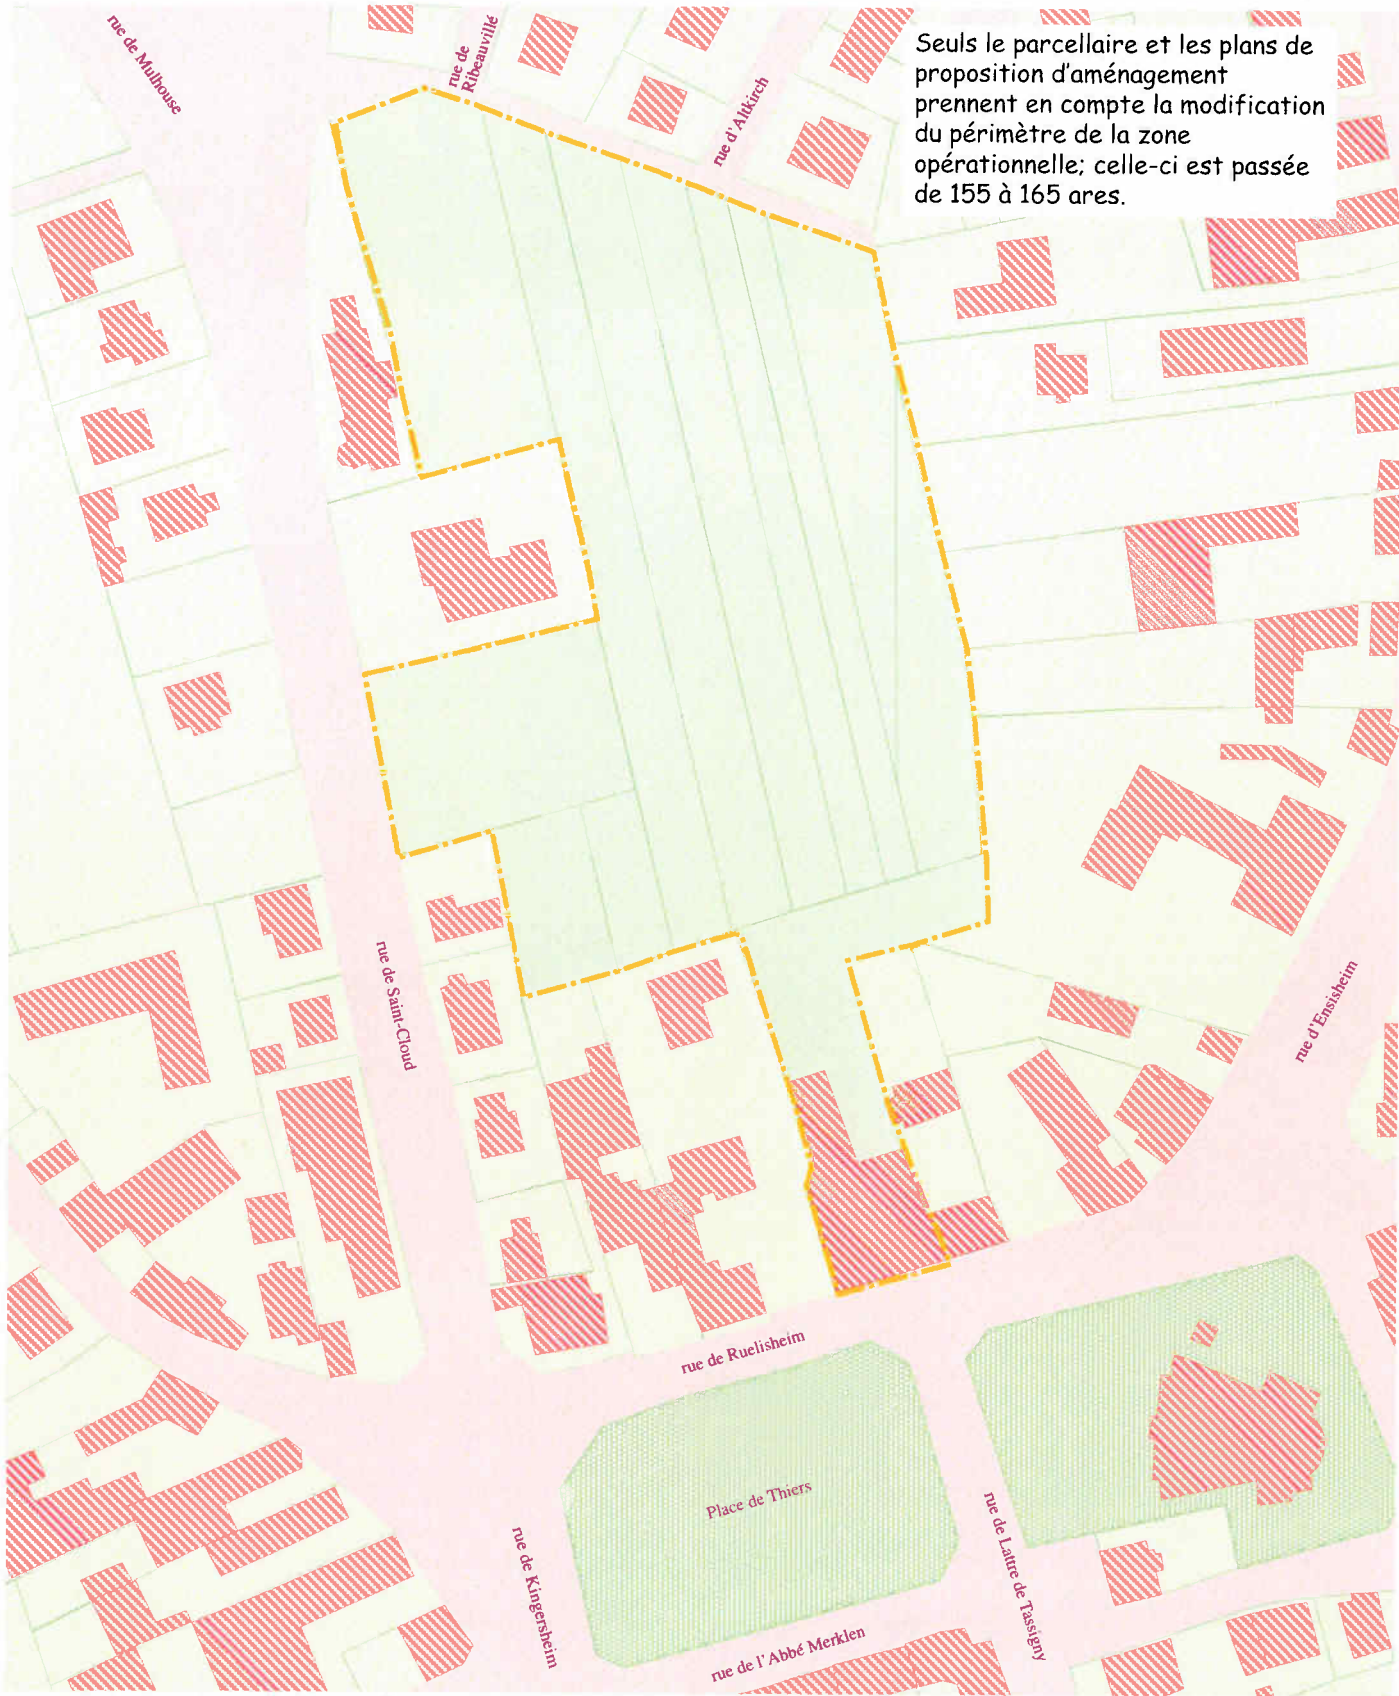 rue de Mulhouse
rue de
Ribeauvillé
rue d'Altkirch
Seuls le parcellaire et les plans de
proposition d'aménagement
prennent en compte la modification
du périmètre de la zone
opérationnelle; celle-ci est passée
de 155 à 165 ares.
rue de Saint-Cloud
rue d'Ensisheim
rue de Ruelisheim
Place de Thiers
rue de Kingersheim
rue de Lattre de Tassigny
rue de l'Abbé Merklen